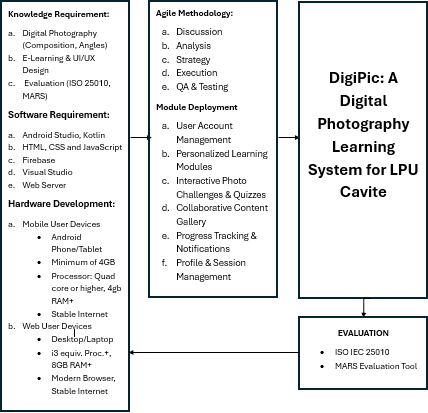 Knowledge Requirement:
a. Digital Photography
(Composition, Angles)
b. E-Learning & UI/UX
Design
c. Evaluation (ISO 25010,
MARS)
Software Requirement:
a. Android Studio, Kotlin
b. HTML, CSS and JavaScript
c. Firebase
d. Visual Studio
e. Web Server
Hardware Development:
a. Mobile User Devices
• Android
Phone/Tablet
• Minimum of 4GB
• Processor: Quad
core or higher, 4gb
RAM+
• Stable Internet
b. Web User Devices
• Desktop/Laptop
• i3 equiv. Proc.+,
8GB RAM+
• Modern Browser,
Stable Internet
Agile Methodology:
a. Discussion
b. Analysis
c. Strategy
d. Execution
e. QA & Testing
Module Deployment
a. User Account
Management
b. Personalized Learning
Modules
c. Interactive Photo
Challenges & Quizzes
d. Collaborative Content
Gallery
e. Progress Tracking &
Notifications
f. Profile & Session
Management
DigiPic: A
Digital
Photography
Learning
System for LPU
Cavite
EVALUATION
• ISO IEC 25010
• MARS Evaluation Tool